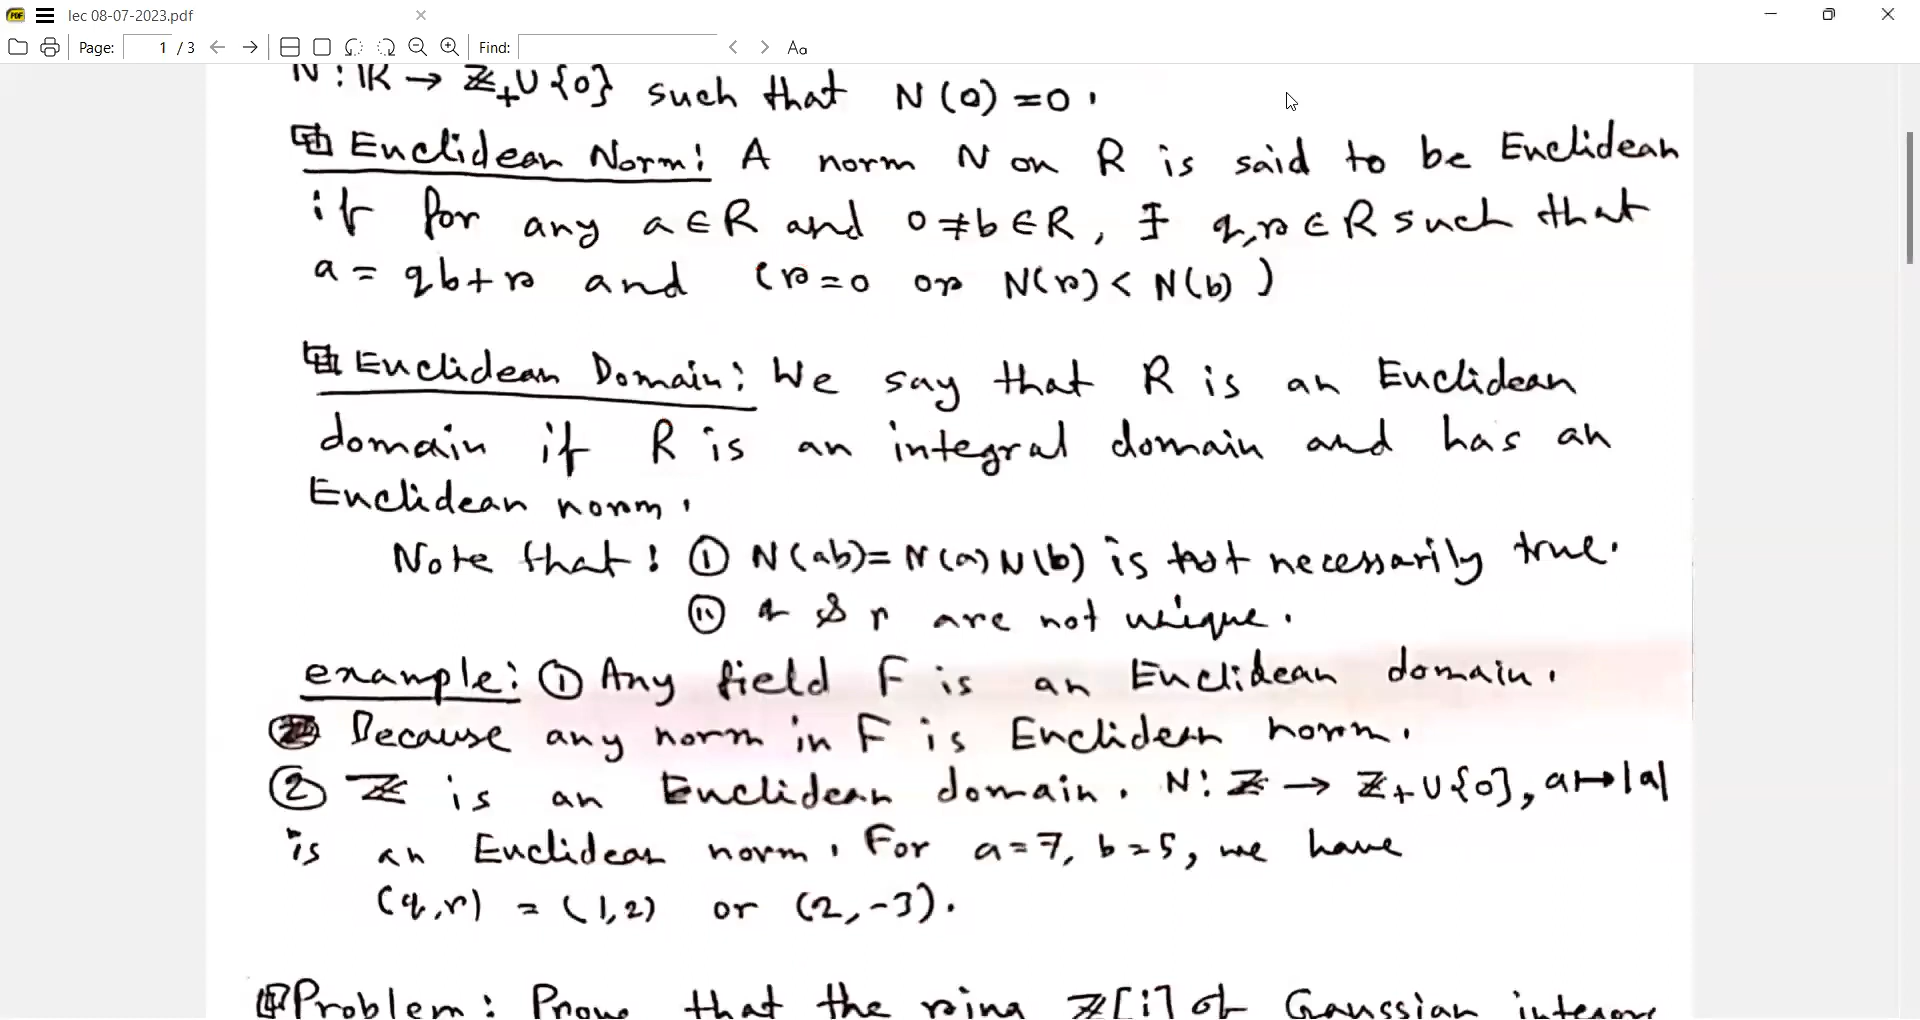 lec 08-07-2023.pdf
Page: 1 / 3 Find: Aa
N : R → ℤ₊∪{0} such that N(0)=0.
Euclidean Norm: A norm N on R is said to be Euclidean
if for any a∈R and 0≠b∈R, ∃ q,r∈R such that
a = qb+r and (r=0 or N(r)< N(b))
Euclidean Domain: We say that R is an Euclidean
domain if R is an integral domain and has an
Euclidean norm.
Note that: ① N(ab)= N(a)N(b) is not necessarily true.
⑪ q & r are not unique.
example: ① Any field F is an Euclidean domain.
Because any norm in F is Euclidean norm.
② ℤ is an Euclidean domain. N: ℤ → ℤ₊∪{0}, a↦|a|
is an Euclidean norm. For a=7, b=5, we have
(q,r) = (1,2) or (2,-3).
Problem: Prove that the ring ℤ[i] of Gaussian integers